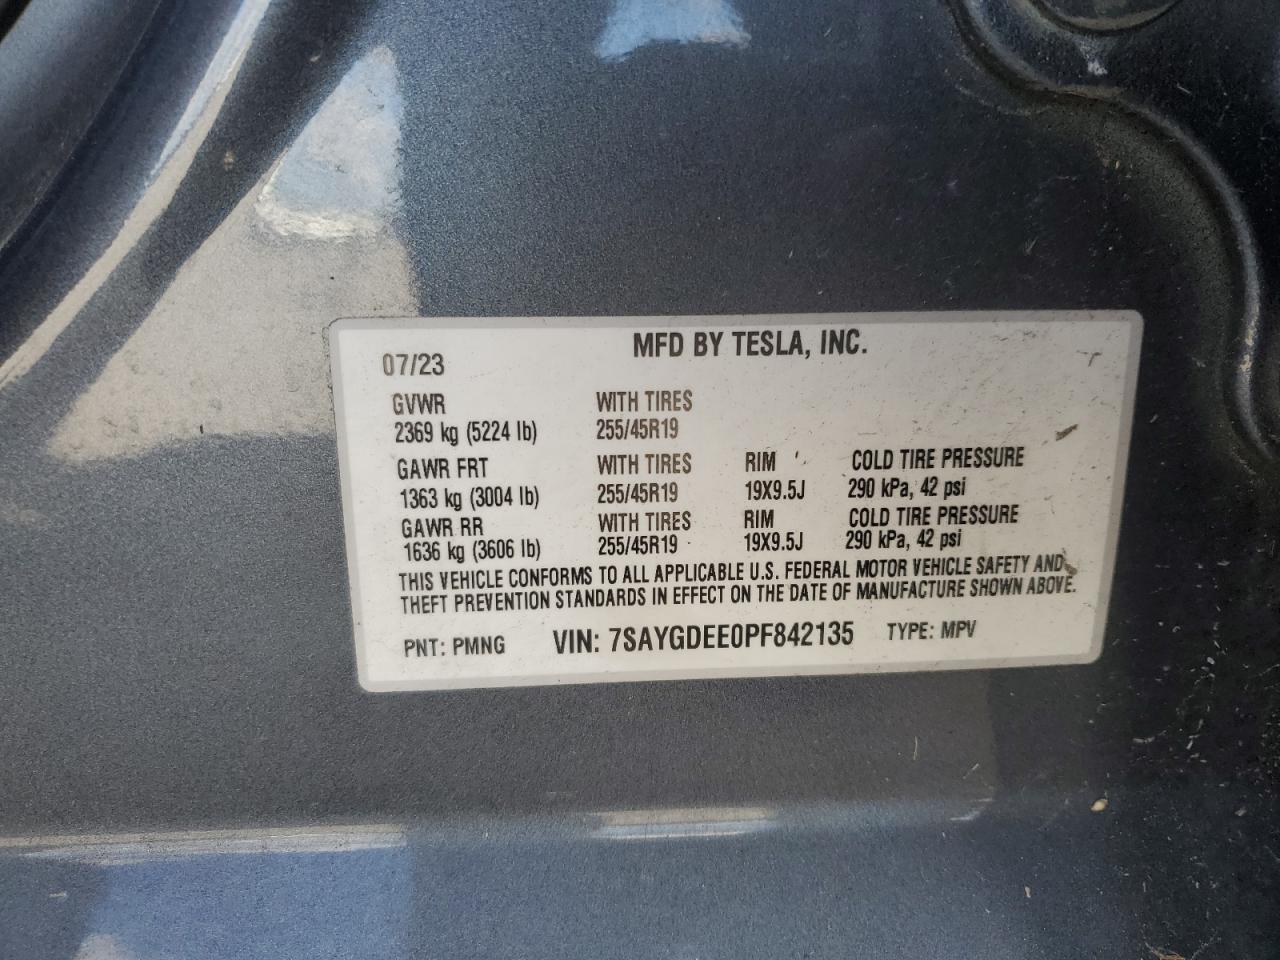 MFD BY TESLA, INC.
07/23
GVWR WITH TIRES
2369 kg (5224 lb) 255/45R19
GAWR FRT WITH TIRES RIM COLD TIRE PRESSURE
1363 kg (3004 lb) 255/45R19 19X9.5J 290 kPa, 42 psi
GAWR RR WITH TIRES RIM COLD TIRE PRESSURE
1636 kg (3606 lb) 255/45R19 19X9.5J 290 kPa, 42 psi
THIS VEHICLE CONFORMS TO ALL APPLICABLE U.S. FEDERAL MOTOR VEHICLE SAFETY AND
THEFT PREVENTION STANDARDS IN EFFECT ON THE DATE OF MANUFACTURE SHOWN ABOVE.
PNT: PMNG VIN: 7SAYGDEE0PF842135 TYPE: MPV